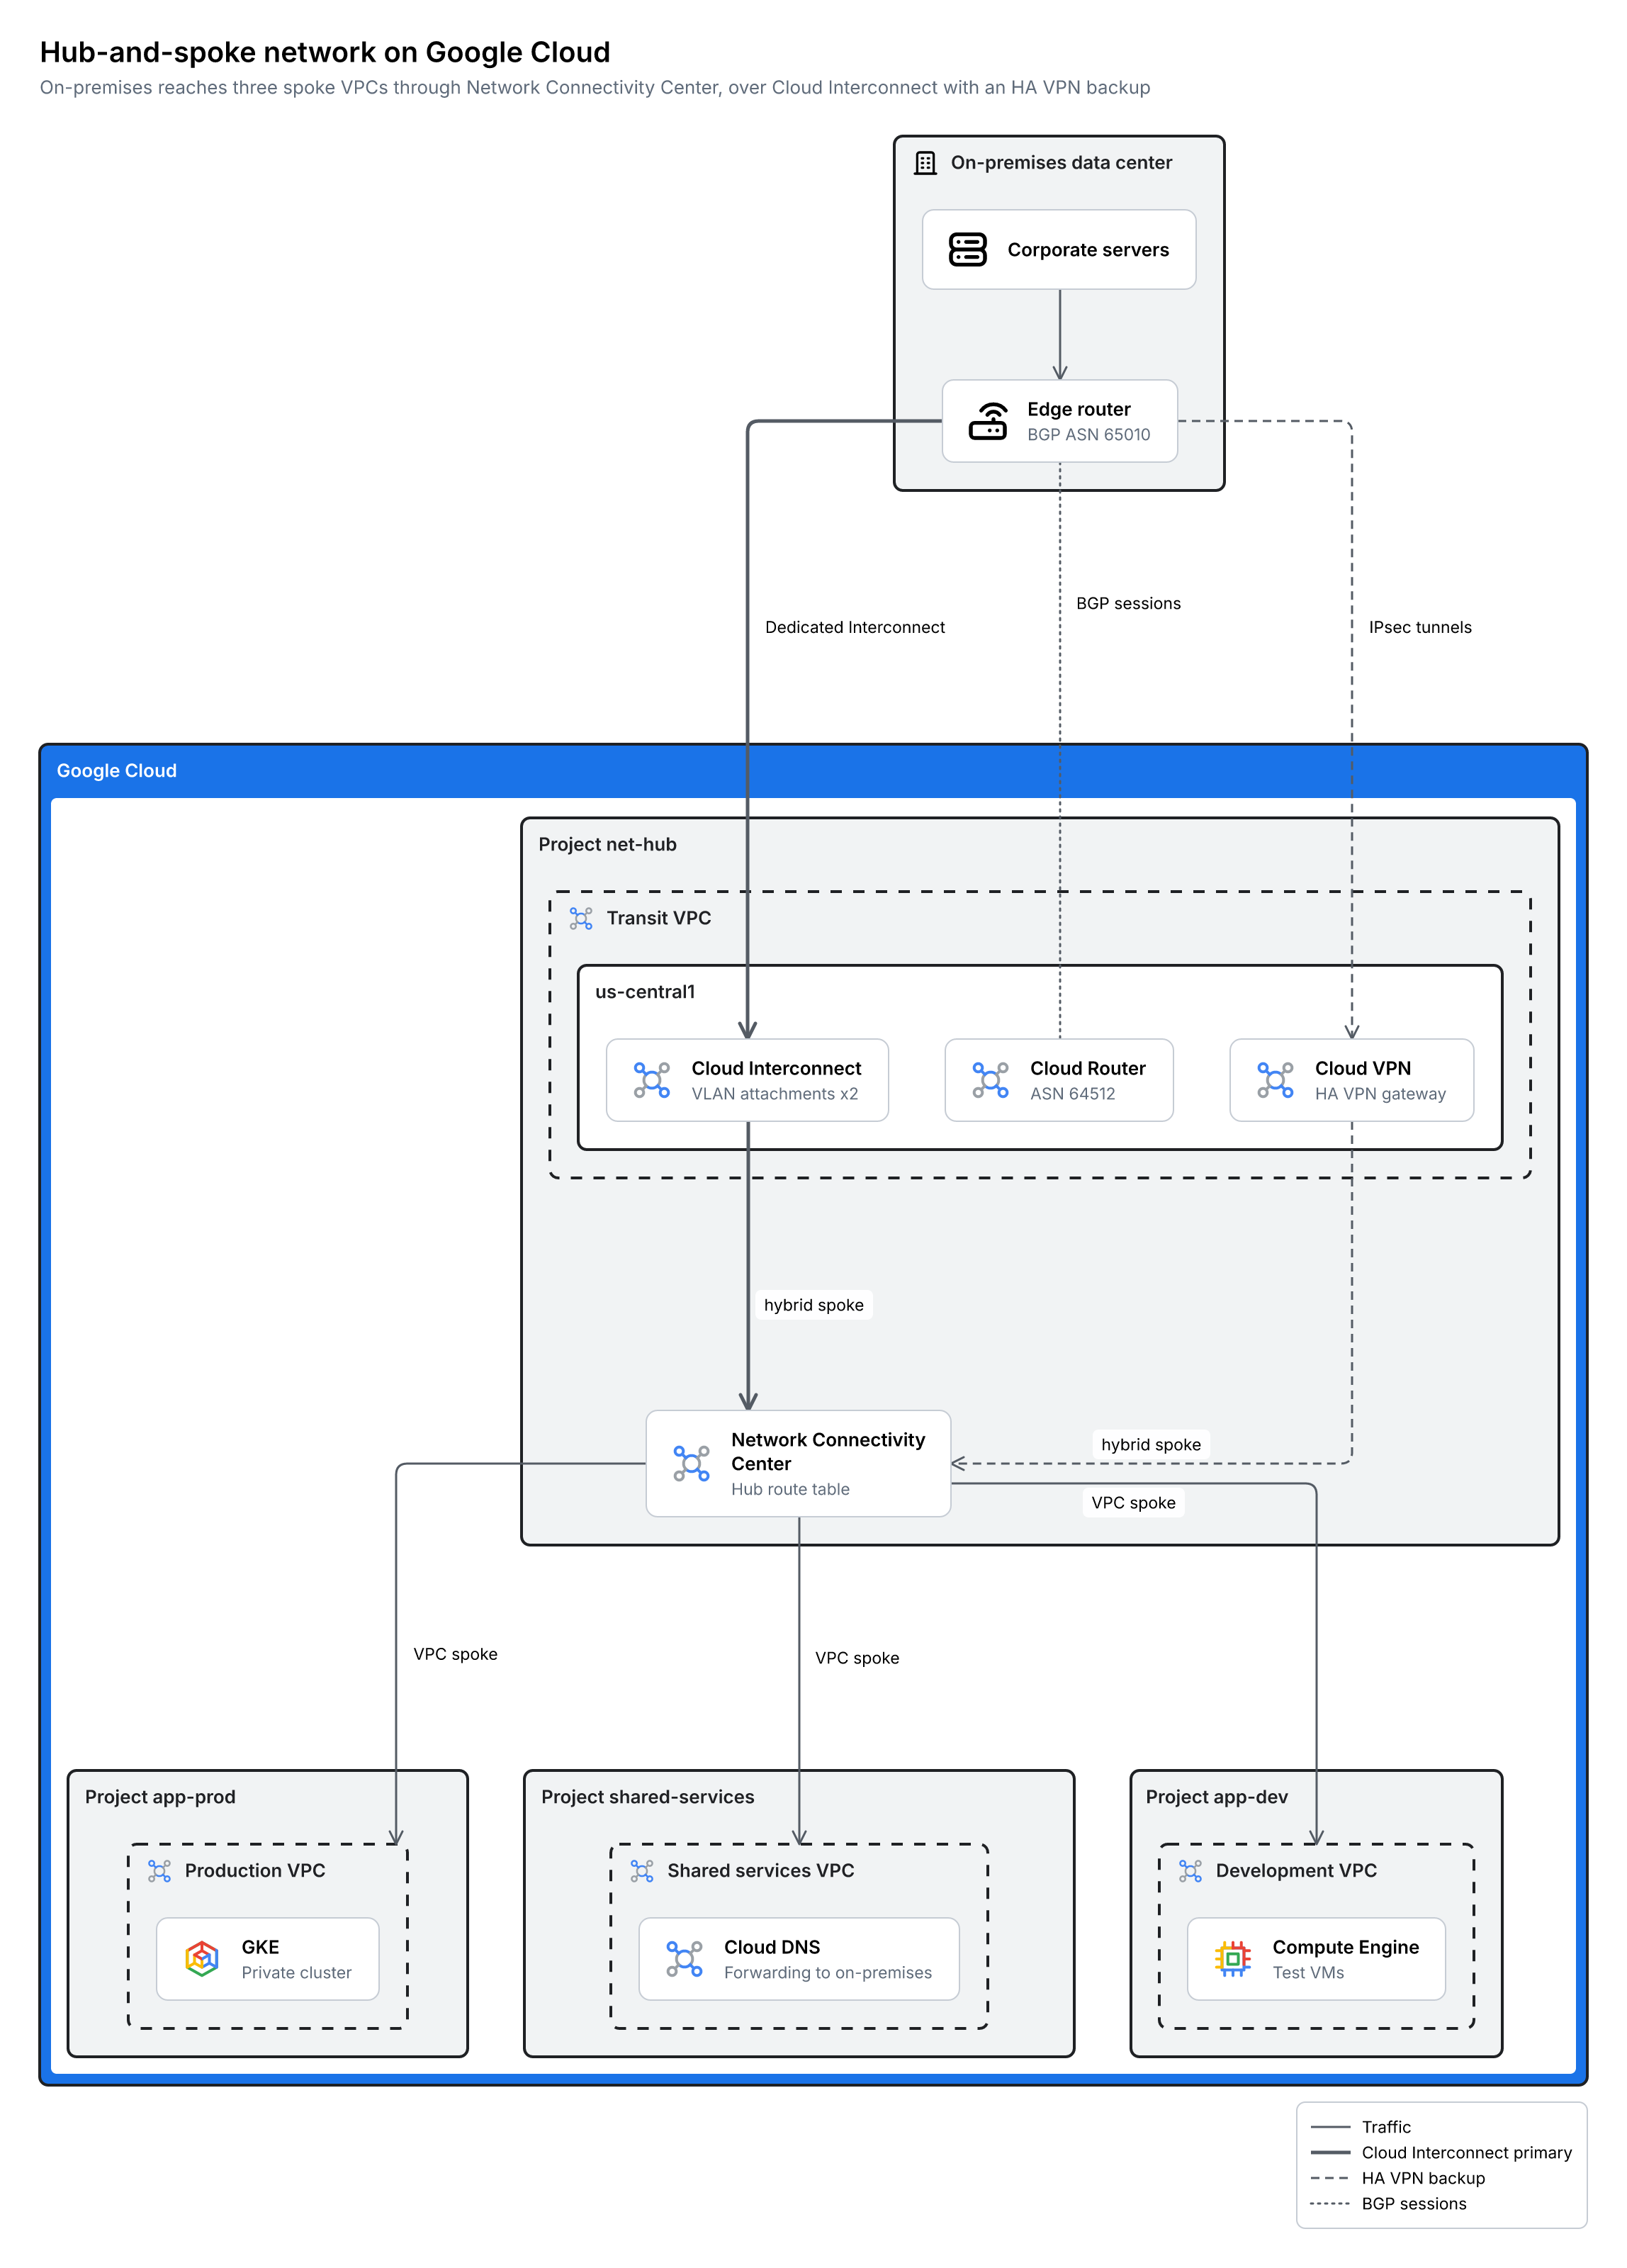 Hub-and-spoke network on Google Cloud
On-premises reaches three spoke VPCs through Network Connectivity Center, over Cloud Interconnect with an HA VPN backup
On-premises data center
Corporate servers
Edge router
BGP ASN 65010
BGP sessions
Dedicated Interconnect
IPsec tunnels
Google Cloud
Project net-hub
Transit VPC
us-central1
Cloud Interconnect
VLAN attachments x2
Cloud Router
ASN 64512
Cloud VPN
HA VPN gateway
hybrid spoke
Network Connectivity
Center
Hub route table
hybrid spoke
VPC spoke
VPC spoke
VPC spoke
Project app-prod
Production VPC
GKE
Private cluster
Project shared-services
Shared services VPC
Cloud DNS
Forwarding to on-premises
Project app-dev
Development VPC
Compute Engine
Test VMs
Traffic
Cloud Interconnect primary
HA VPN backup
BGP sessions